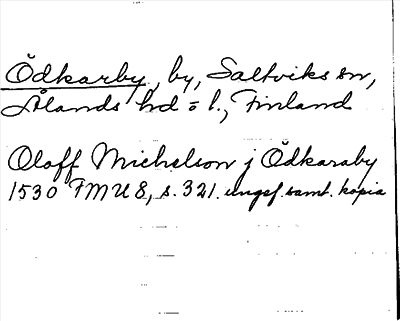 Ödkarby, by, Saltviks sn,
Ålands hd o l., Finland
Oloff Michelson j Ödkaraby
1530 FMU 8, s. 321. ungef. samt. kopia